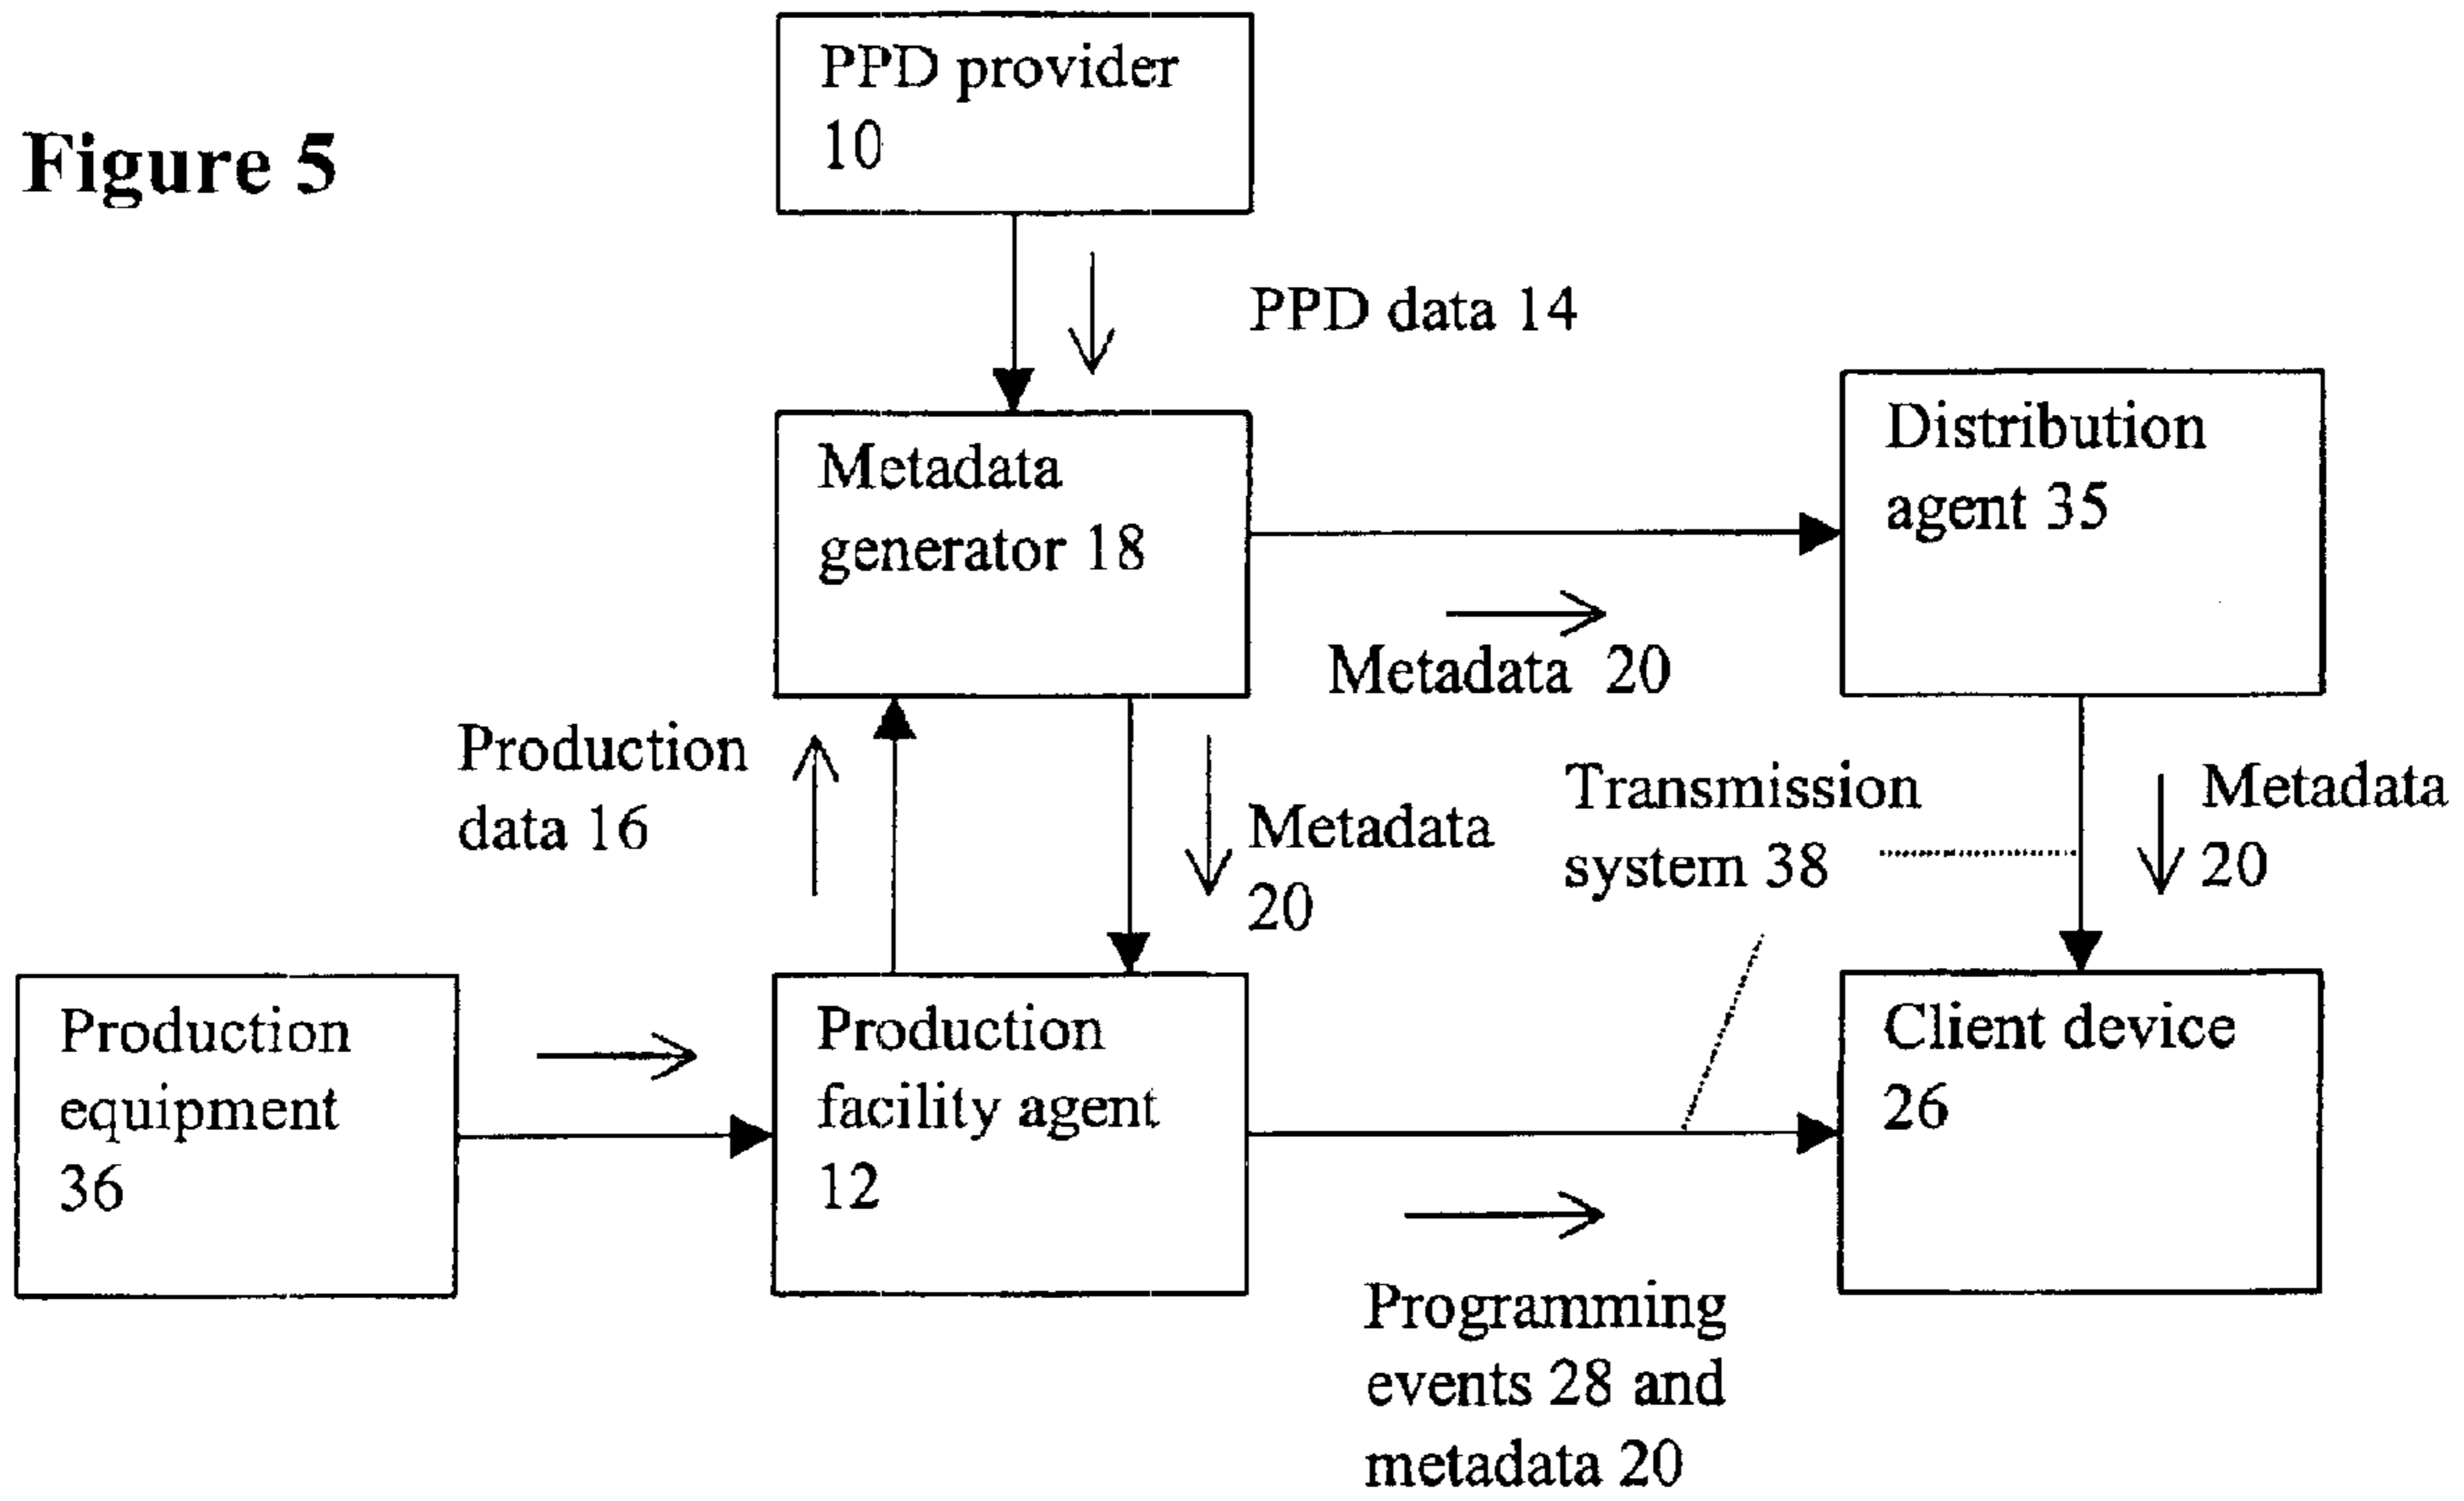 PPD provider
10
Figure 5
PPD data 14
Metadata
generator 18
Distribution
agent 35
Metadata 20
Production
data 16
Metadata
20
Transmission
system 38
Metadata
20
Production
equipment
36
Production
facility agent
12
Client device
26
Programming
events 28 and
metadata 20